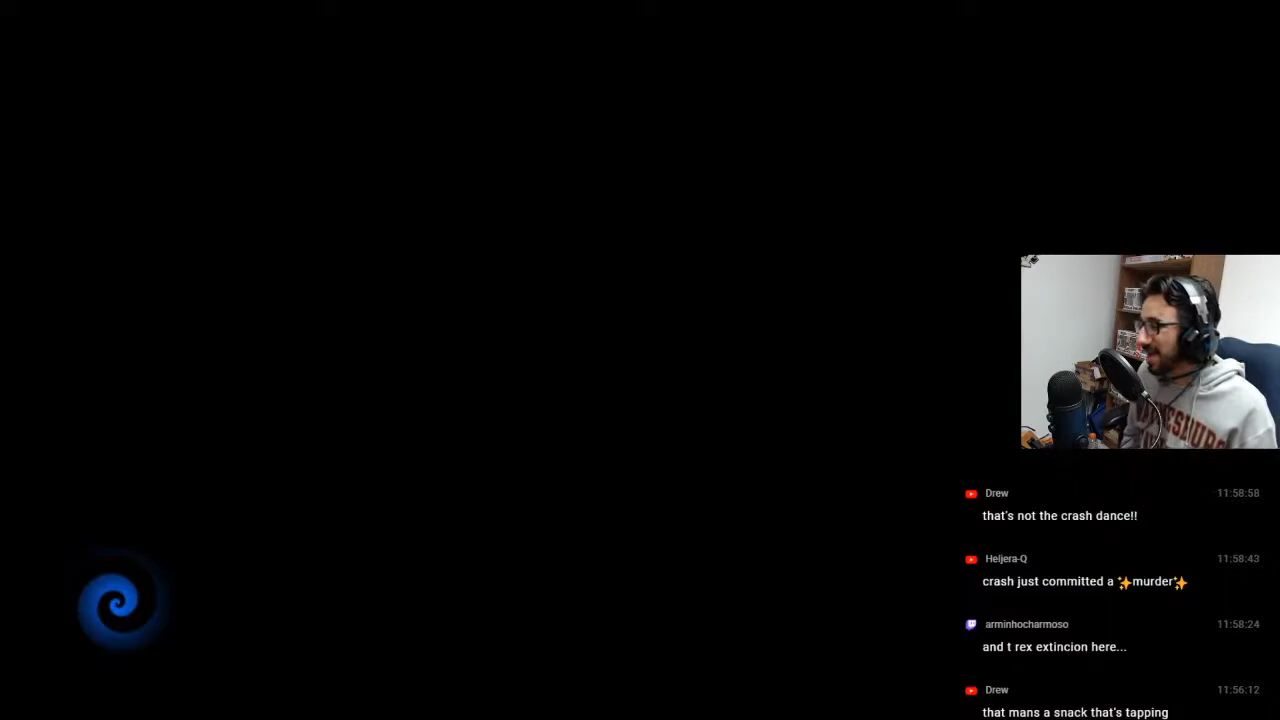 Drew 11:58:58
that's not the crash dance!!
Heljera-Q 11:58:43
crash just committed a ✨murder✨
arminhocharmoso 11:58:24
and t rex extincion here...
Drew 11:56:12
that mans a snack that's tapping